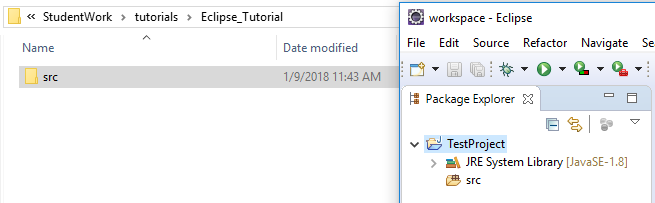 « StudentWork › tutorials › Eclipse_Tutorial
Name
Date modified
src
1/9/2018 11:43 AM
workspace - Eclipse
File Edit Source Refactor Navigate Se
Package Explorer
TestProject
JRE System Library [JavaSE-1.8]
src